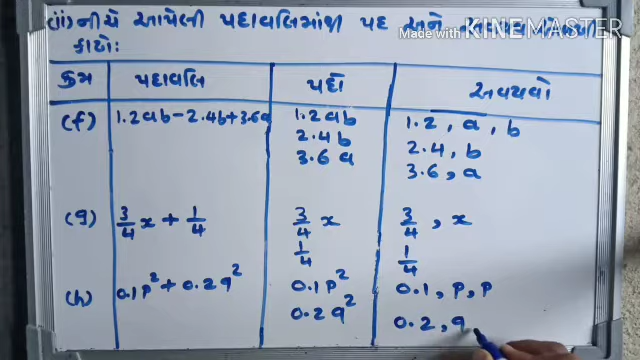 (ii) નીચે આપેલી પદાવલિમાંથી પદ અને
Made with KINEMASTER
કાઢો:
ક્રમ પદાવલિ પદો અવયવો
(f) 1.2ab - 2.4b + 3.6a 1.2ab 1.2, a, b
2.4b 2.4, b
3.6a 3.6, a
(g) 3/4 x + 1/4 3/4 x 3/4, x
1/4 1/4
(h) 0.1p² + 0.2q² 0.1p² 0.1, p, p
0.2q² 0.2, q